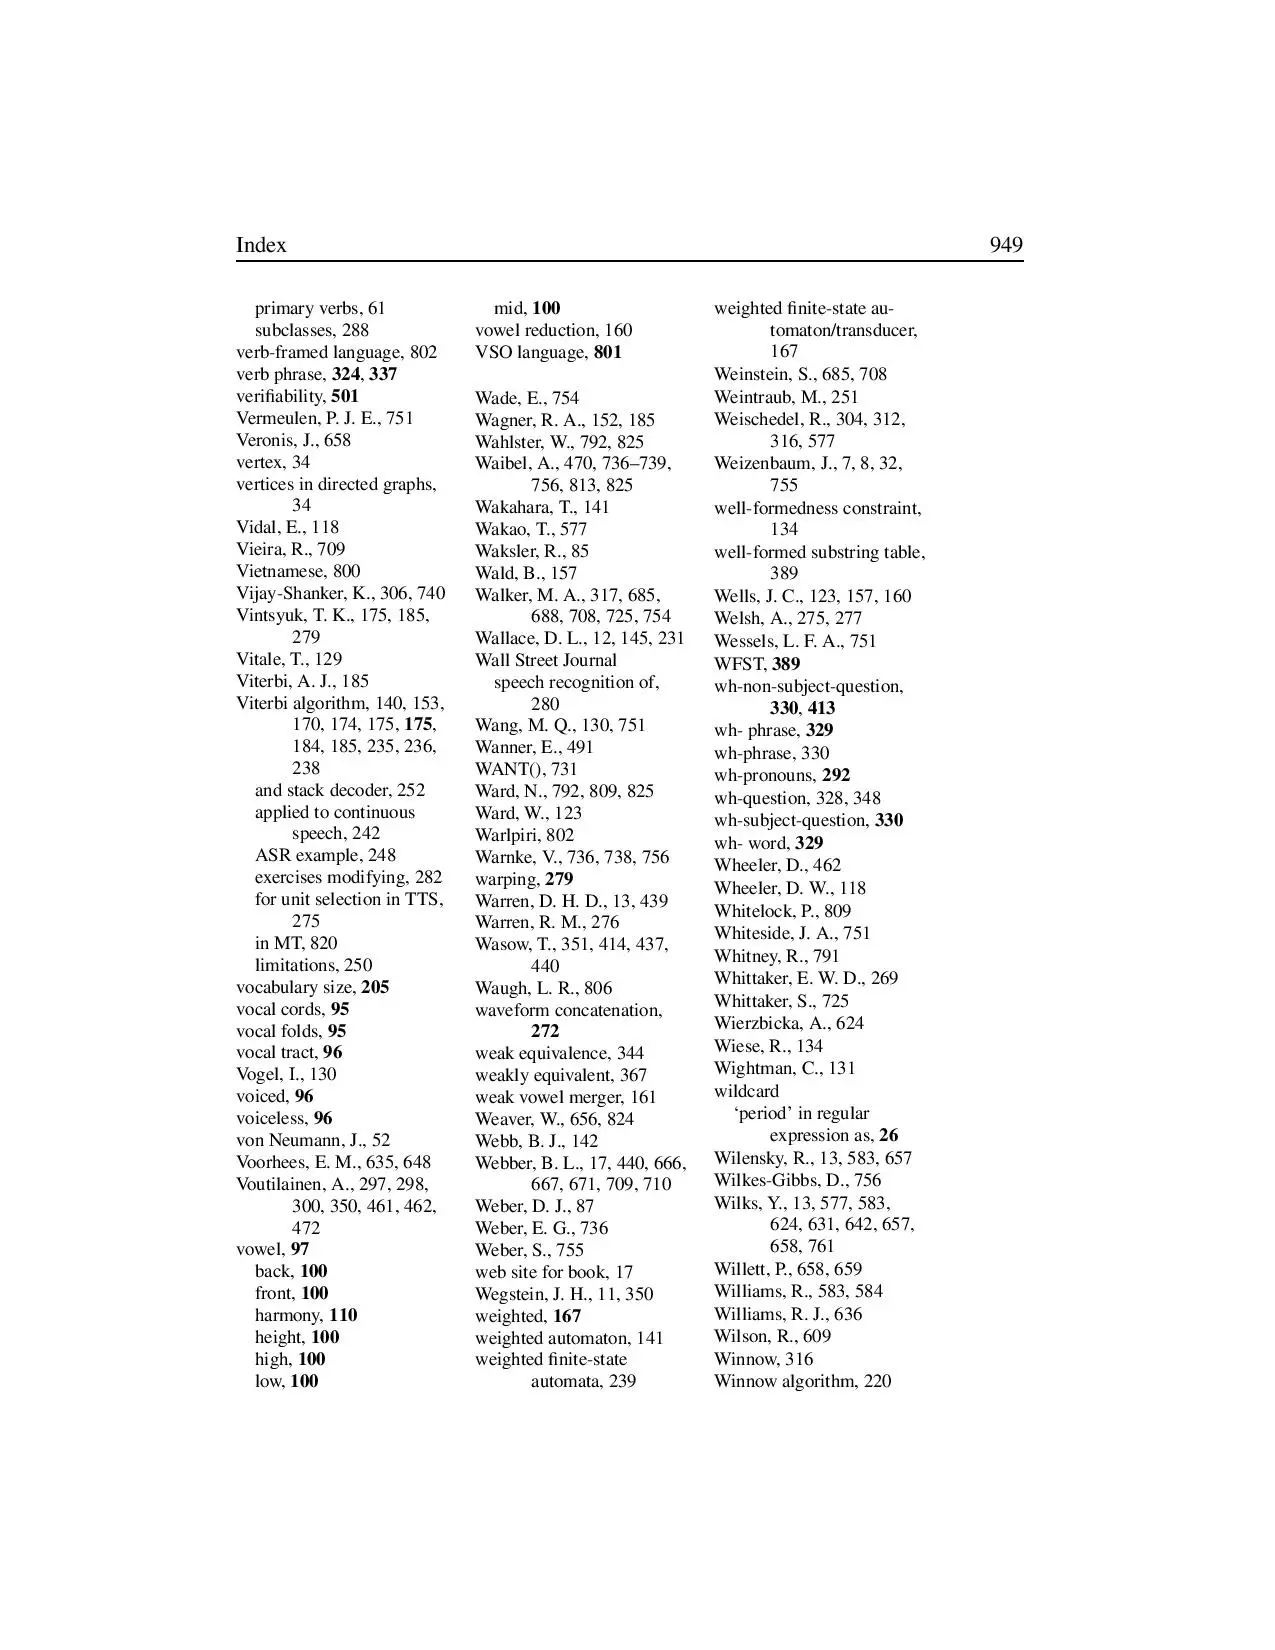 Index 949
primary verbs, 61
subclasses, 288
verb-framed language, 802
verb phrase, 324, 337
verifiability, 501
Vermeulen, P. J. E., 751
Veronis, J., 658
vertex, 34
vertices in directed graphs,
34
Vidal, E., 118
Vieira, R., 709
Vietnamese, 800
Vijay-Shanker, K., 306, 740
Vintsyuk, T. K., 175, 185,
279
Vitale, T., 129
Viterbi, A. J., 185
Viterbi algorithm, 140, 153,
170, 174, 175, 175,
184, 185, 235, 236,
238
and stack decoder, 252
applied to continuous
speech, 242
ASR example, 248
exercises modifying, 282
for unit selection in TTS,
275
in MT, 820
limitations, 250
vocabulary size, 205
vocal cords, 95
vocal folds, 95
vocal tract, 96
Vogel, I., 130
voiced, 96
voiceless, 96
von Neumann, J., 52
Voorhees, E. M., 635, 648
Voutilainen, A., 297, 298,
300, 350, 461, 462,
472
vowel, 97
back, 100
front, 100
harmony, 110
height, 100
high, 100
low, 100
mid, 100
vowel reduction, 160
VSO language, 801
Wade, E., 754
Wagner, R. A., 152, 185
Wahlster, W., 792, 825
Waibel, A., 470, 736–739,
756, 813, 825
Wakahara, T., 141
Wakao, T., 577
Waksler, R., 85
Wald, B., 157
Walker, M. A., 317, 685,
688, 708, 725, 754
Wallace, D. L., 12, 145, 231
Wall Street Journal
speech recognition of,
280
Wang, M. Q., 130, 751
Wanner, E., 491
WANT(), 731
Ward, N., 792, 809, 825
Ward, W., 123
Warlpiri, 802
Warnke, V., 736, 738, 756
warping, 279
Warren, D. H. D., 13, 439
Warren, R. M., 276
Wasow, T., 351, 414, 437,
440
Waugh, L. R., 806
waveform concatenation,
272
weak equivalence, 344
weakly equivalent, 367
weak vowel merger, 161
Weaver, W., 656, 824
Webb, B. J., 142
Webber, B. L., 17, 440, 666,
667, 671, 709, 710
Weber, D. J., 87
Weber, E. G., 736
Weber, S., 755
web site for book, 17
Wegstein, J. H., 11, 350
weighted, 167
weighted automaton, 141
weighted finite-state
automata, 239
weighted finite-state au-
tomaton/transducer,
167
Weinstein, S., 685, 708
Weintraub, M., 251
Weischedel, R., 304, 312,
316, 577
Weizenbaum, J., 7, 8, 32,
755
well-formedness constraint,
134
well-formed substring table,
389
Wells, J. C., 123, 157, 160
Welsh, A., 275, 277
Wessels, L. F. A., 751
WFST, 389
wh-non-subject-question,
330, 413
wh- phrase, 329
wh-phrase, 330
wh-pronouns, 292
wh-question, 328, 348
wh-subject-question, 330
wh- word, 329
Wheeler, D., 462
Wheeler, D. W., 118
Whitelock, P., 809
Whiteside, J. A., 751
Whitney, R., 791
Whittaker, E. W. D., 269
Whittaker, S., 725
Wierzbicka, A., 624
Wiese, R., 134
Wightman, C., 131
wildcard
‘period’ in regular
expression as, 26
Wilensky, R., 13, 583, 657
Wilkes-Gibbs, D., 756
Wilks, Y., 13, 577, 583,
624, 631, 642, 657,
658, 761
Willett, P., 658, 659
Williams, R., 583, 584
Williams, R. J., 636
Wilson, R., 609
Winnow, 316
Winnow algorithm, 220